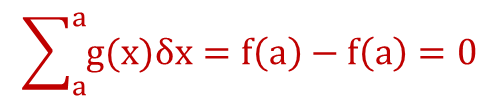 ∑ₐᵃ g(x)δx = f(a) − f(a) = 0